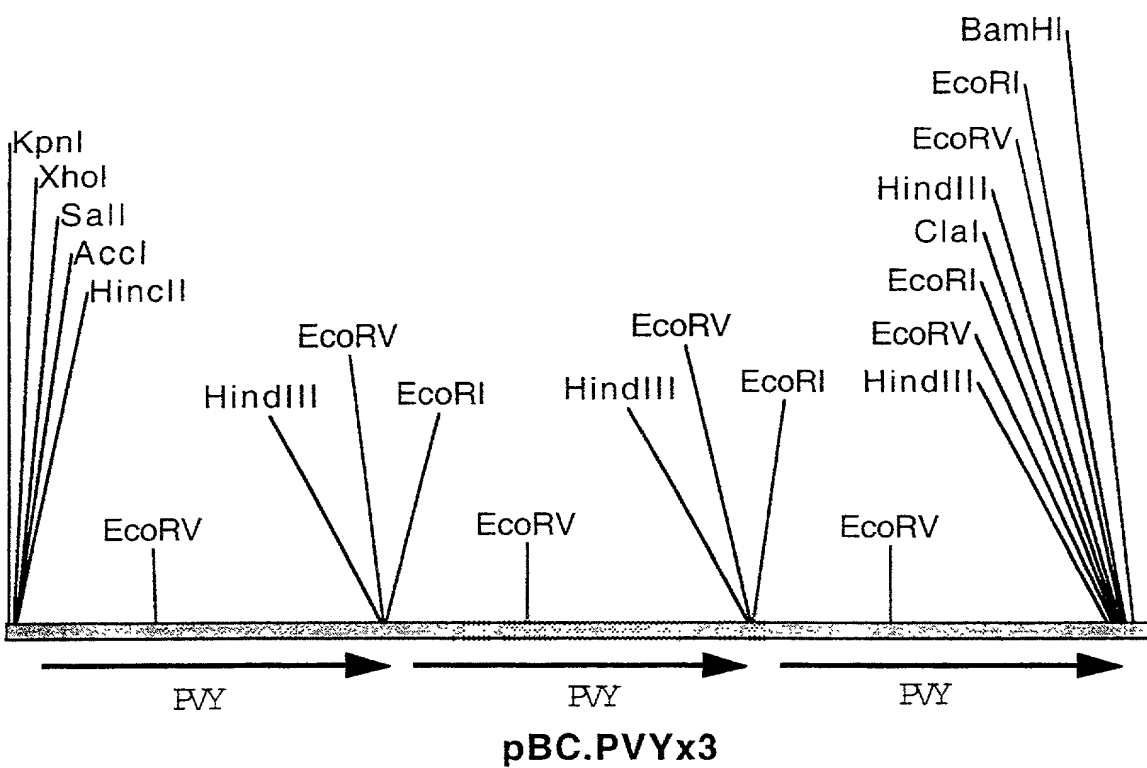 BamHI
EcoRI
EcoRV
HindIII
ClaI
EcoRI
EcoRV
HindIII
KpnI
XhoI
SalI
AccI
HincII
EcoRV
HindIII
EcoRI
EcoRV
HindIII
EcoRI
EcoRV
EcoRV
EcoRV
PVY
PVY
PVY
pBC.PVYx3